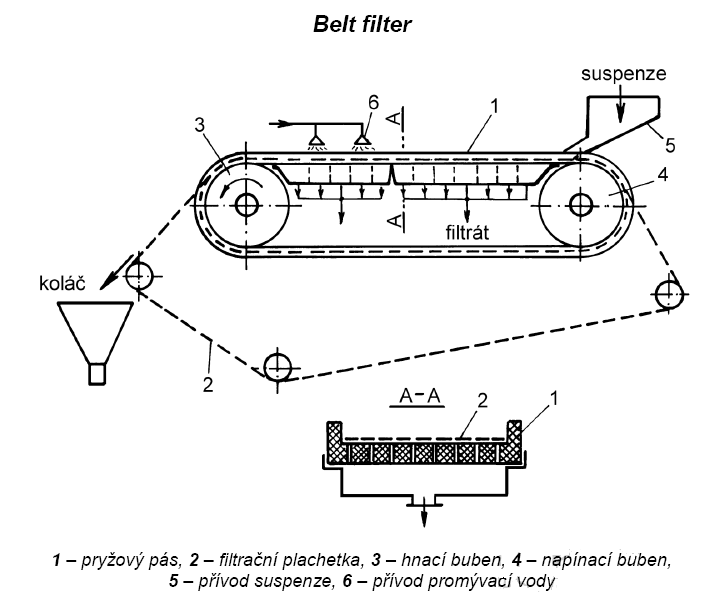 Belt filter
suspenze
6
A
1
3
5
4
A
filtrát
koláč
2
A-A
2
1
1 – pryžový pás, 2 – filtrační plachetka, 3 – hnací buben, 4 – napínací buben,
5 – přívod suspenze, 6 – přívod promývací vody